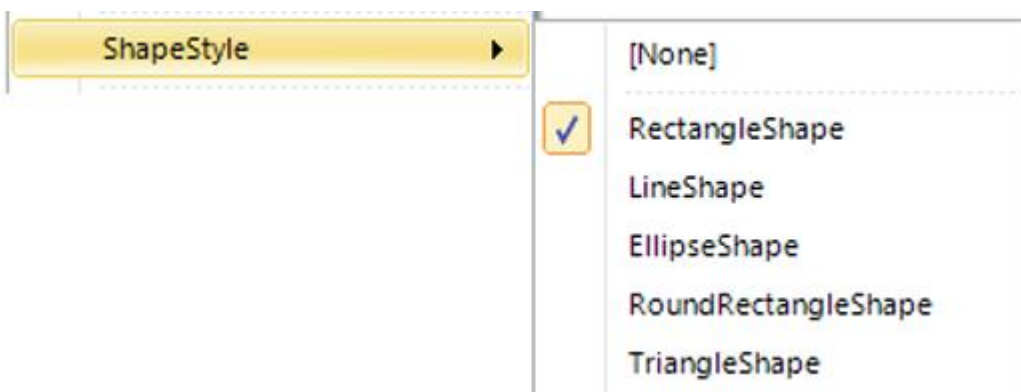 ShapeStyle
[None]
RectangleShape
LineShape
EllipseShape
RoundRectangleShape
TriangleShape